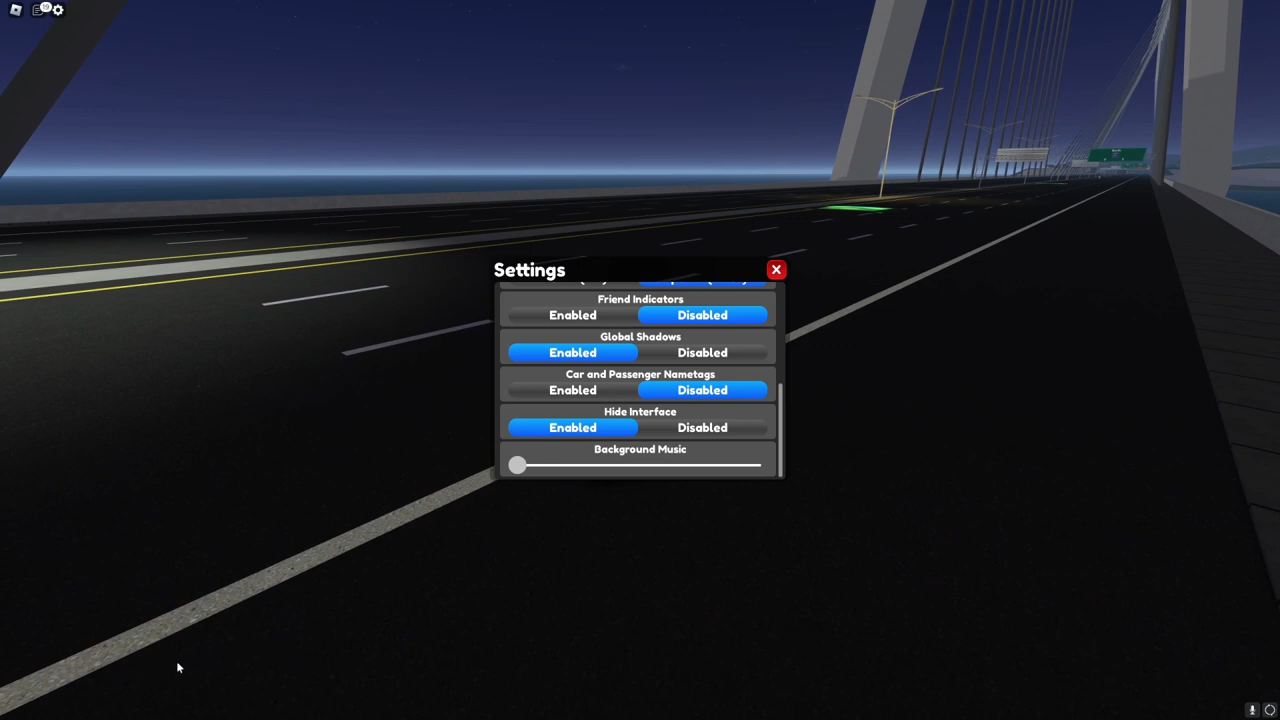 19
Settings
Friend Indicators
Enabled Disabled
Global Shadows
Enabled Disabled
Car and Passenger Nametags
Enabled Disabled
Hide Interface
Enabled Disabled
Background Music